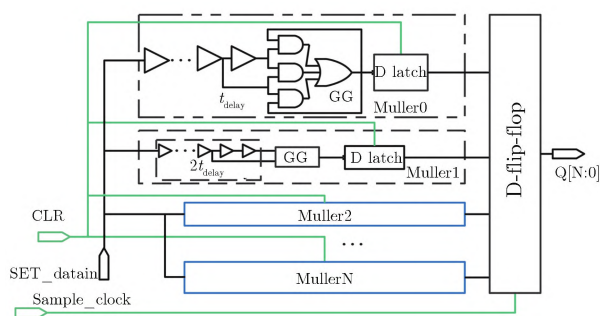 D latch
GG
t_delay
Muller0
D-flip-flop
GG
D latch
2t_delay
Muller1
Q[N:0]
CLR
Muller2
...
SET_datain
MullerN
Sample_clock